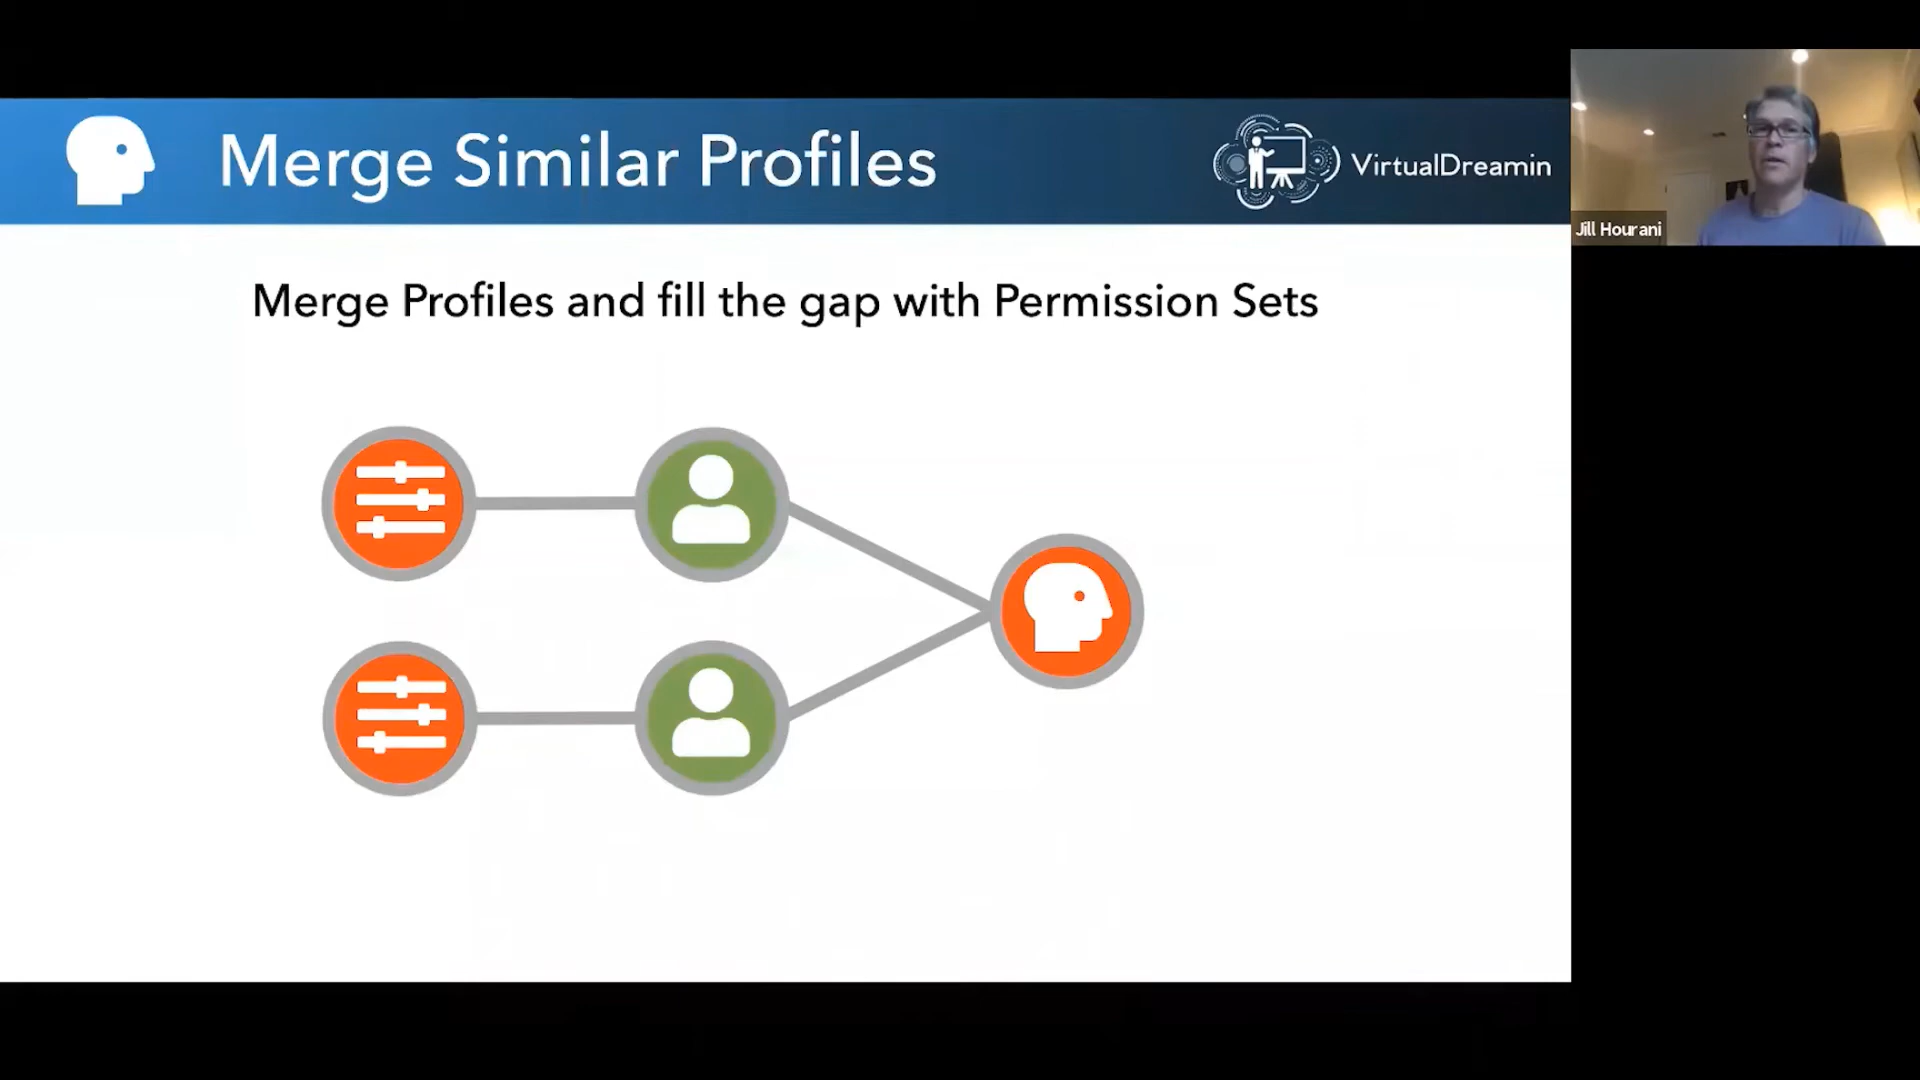 Merge Similar Profiles
VirtualDreamin
Jill Hourani
Merge Profiles and fill the gap with Permission Sets